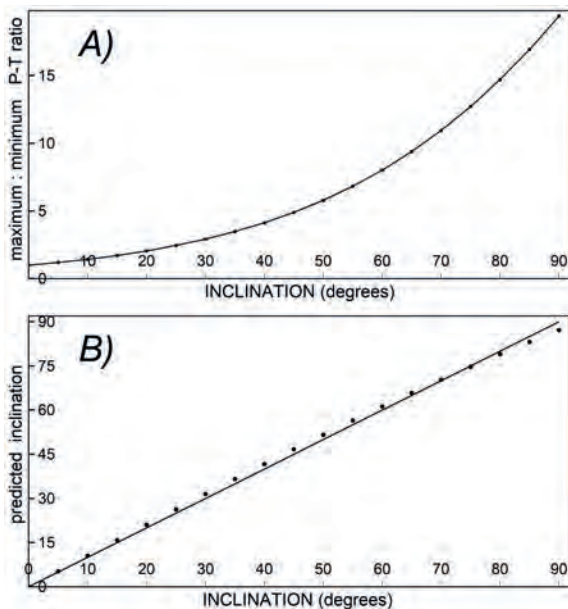 A)
maximum : minimum P-T ratio
15
10
5
0
0 10 20 30 40 50 60 70 80 90
INCLINATION (degrees)
B)
predicted inclination
90
75
60
45
30
15
0
0 10 20 30 40 50 60 70 80 90
INCLINATION (degrees)